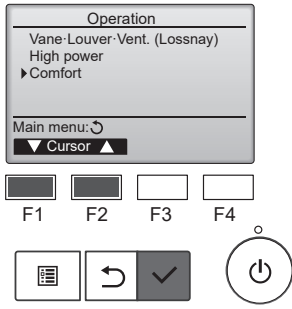 Operation
Vane·Louver·Vent. (Lossnay)
High power
Comfort
Main menu:
Cursor
F1 F2 F3 F4